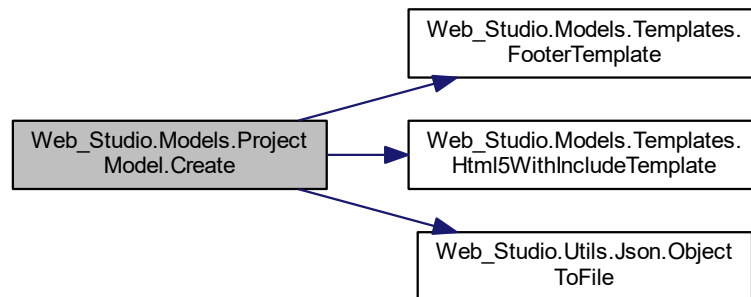 Web_Studio.Models.Project
Model.Create
Web_Studio.Models.Templates.
FooterTemplate
Web_Studio.Models.Templates.
Html5WithIncludeTemplate
Web_Studio.Utils.Json.Object
ToFile